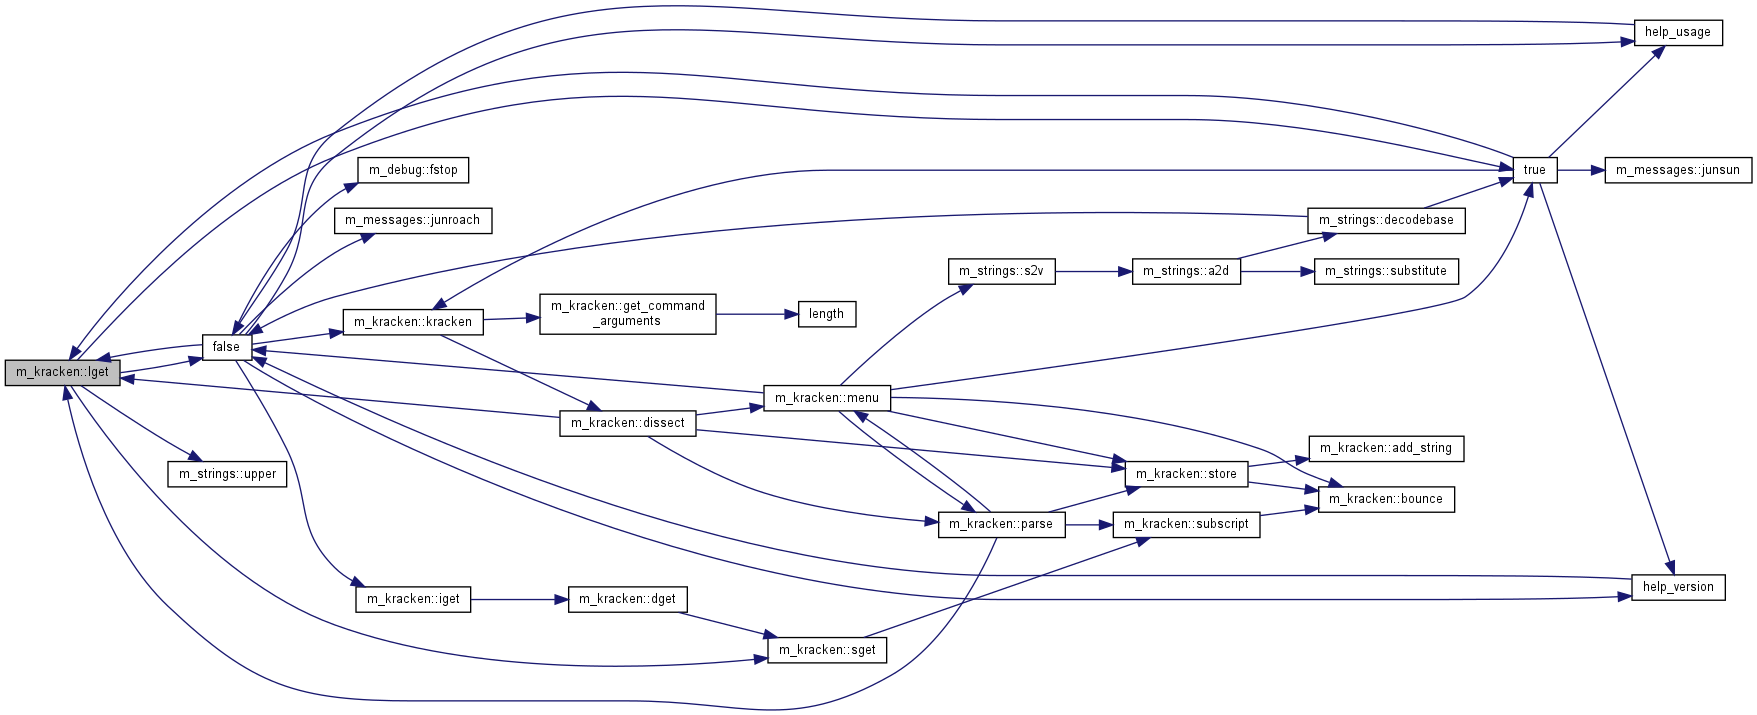 help_usage
m_debug::fstop
true
m_messages::junsun
m_messages::junroach
m_strings::decodebase
m_strings::s2v
m_strings::a2d
m_strings::substitute
m_kracken::get_command
_arguments
length
m_kracken::kracken
false
m_kracken::lget
m_kracken::menu
m_kracken::dissect
m_kracken::add_string
m_strings::upper
m_kracken::store
m_kracken::bounce
m_kracken::parse
m_kracken::subscript
help_version
m_kracken::iget
m_kracken::dget
m_kracken::sget